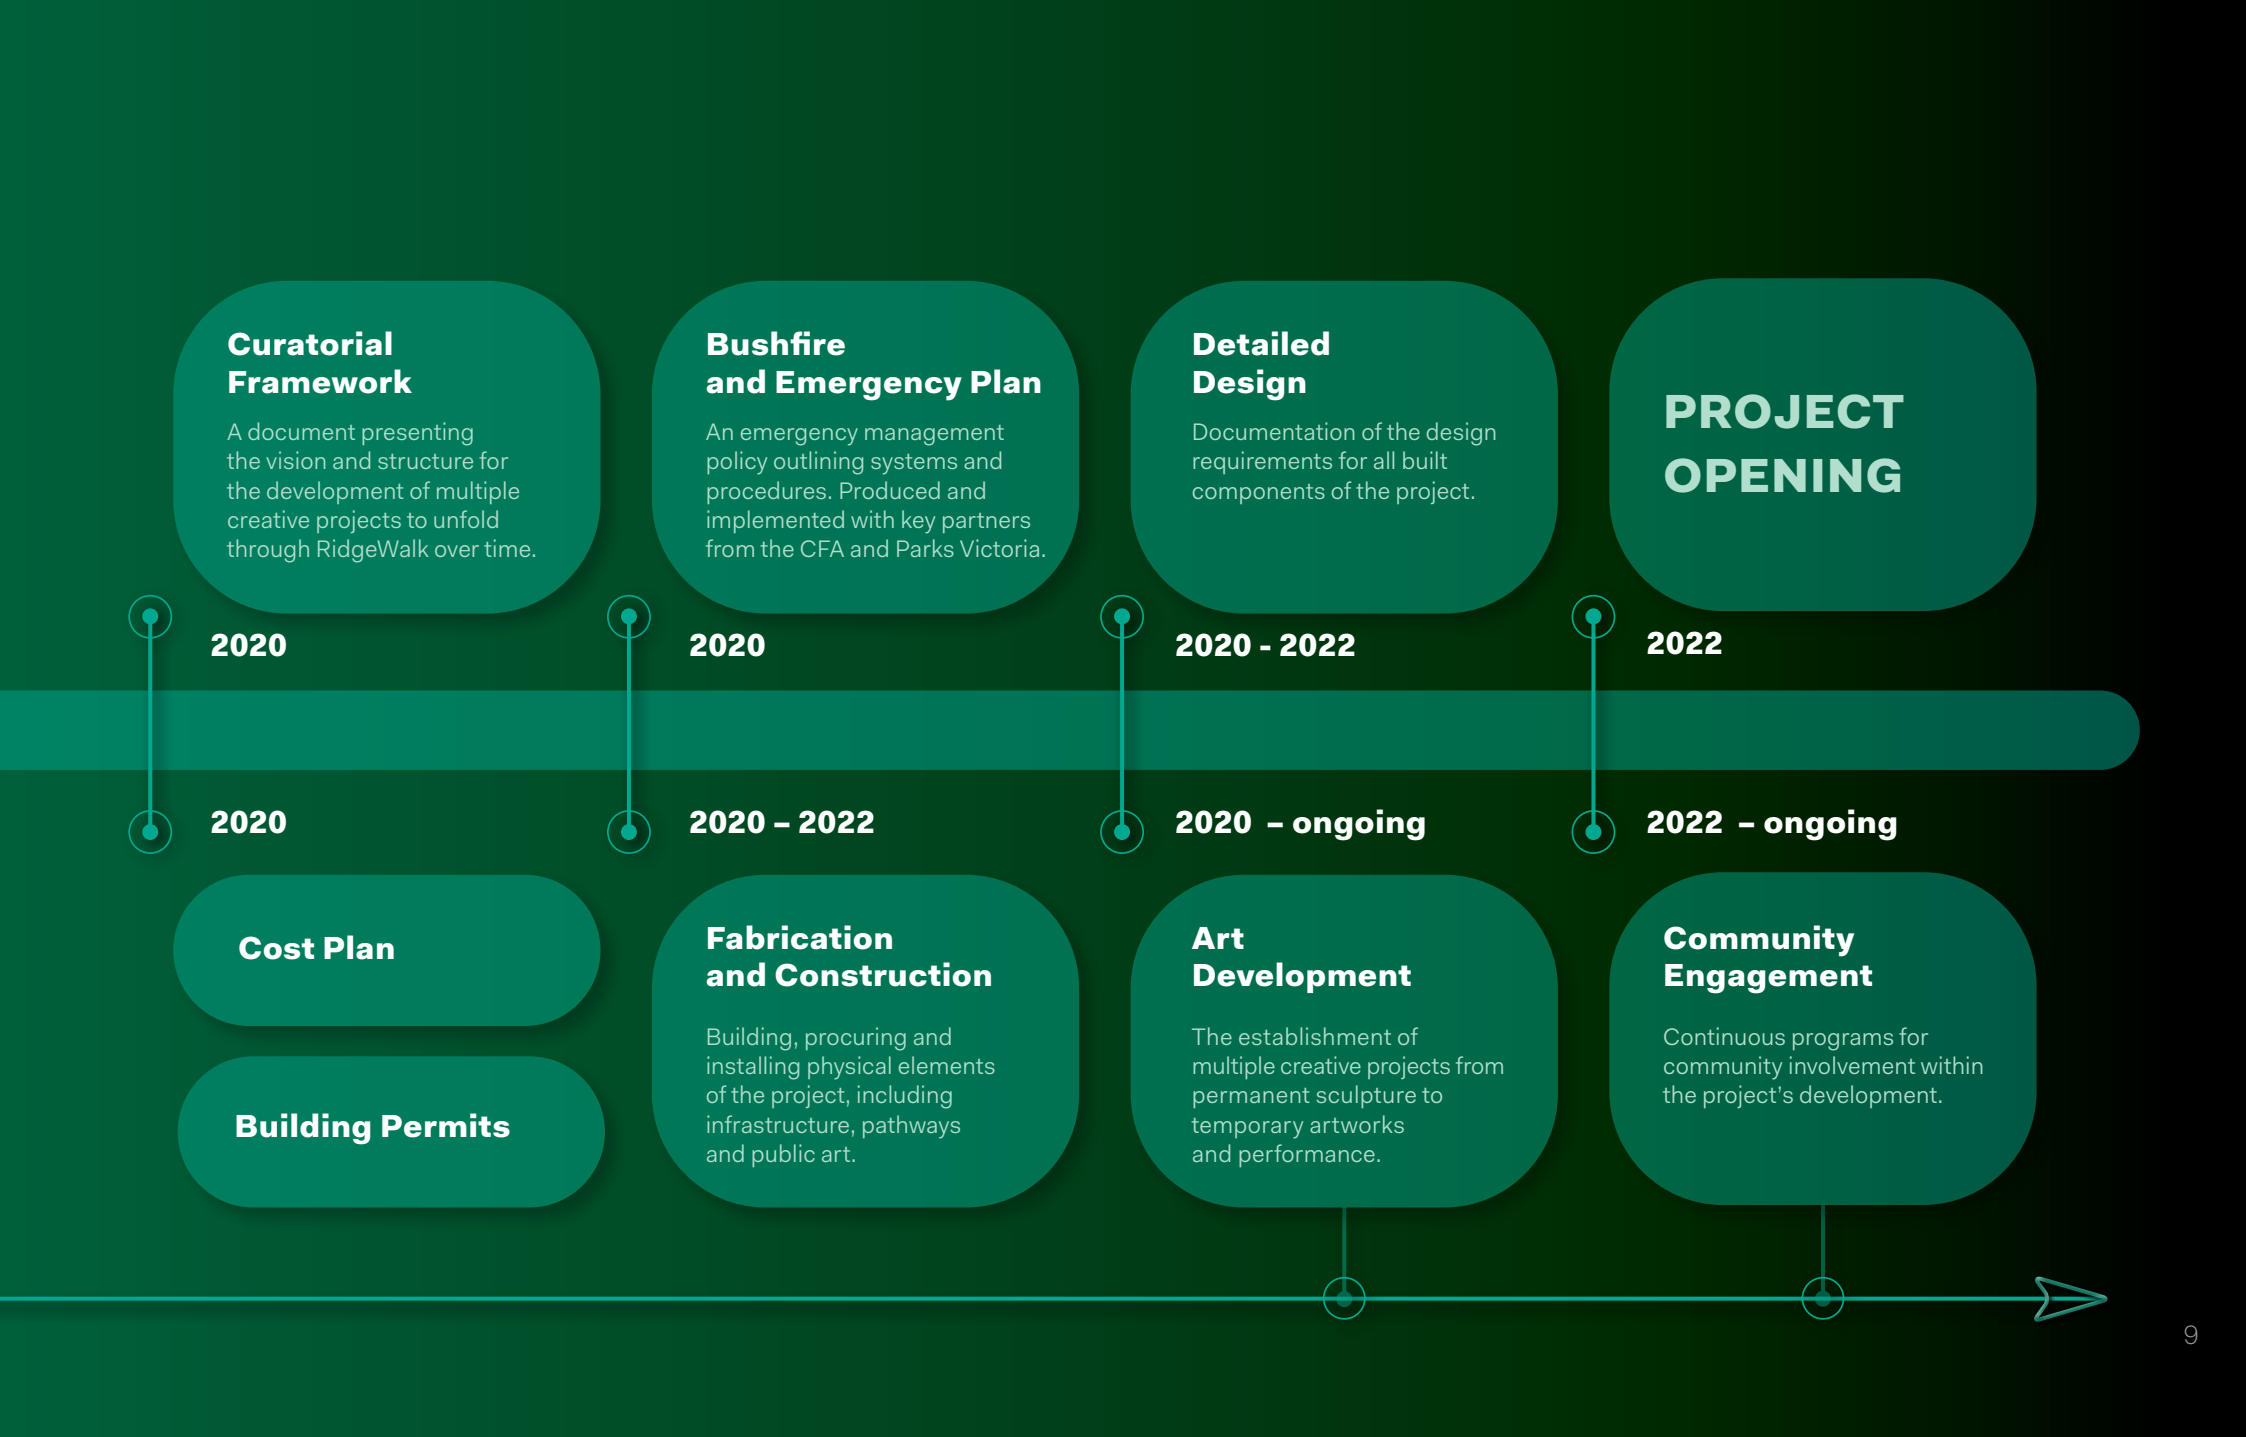 Curatorial
Framework
A document presenting
the vision and structure for
the development of multiple
creative projects to unfold
through RidgeWalk over time.
Bushfire
and Emergency Plan
An emergency management
policy outlining systems and
procedures. Produced and
implemented with key partners
from the CFA and Parks Victoria.
Detailed
Design
Documentation of the design
requirements for all built
components of the project.
PROJECT
OPENING
2020
2020
2020 - 2022
2022
2020
2020 – 2022
2020 – ongoing
2022 – ongoing
Cost Plan
Building Permits
Fabrication
and Construction
Building, procuring and
installing physical elements
of the project, including
infrastructure, pathways
and public art.
Art
Development
The establishment of
multiple creative projects from
permanent sculpture to
temporary artworks
and performance.
Community
Engagement
Continuous programs for
community involvement within
the project’s development.
9